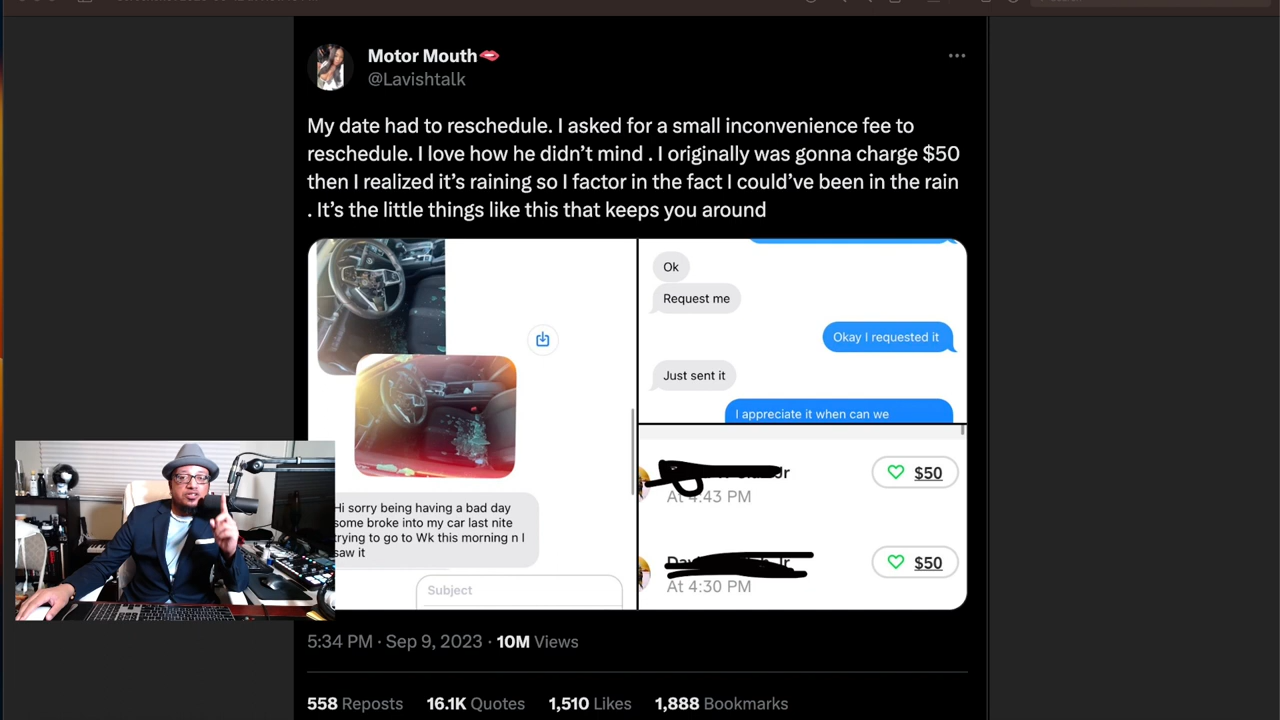 Motor Mouth
@Lavishtalk
My date had to reschedule. I asked for a small inconvenience fee to
reschedule. I love how he didn't mind . I originally was gonna charge $50
then I realized it's raining so I factor in the fact I could've been in the rain
. It's the little things like this that keeps you around
Ok
Request me
Okay I requested it
Just sent it
I appreciate it when can we
Jr
$50
At 4:43 PM
Jr
$50
At 4:30 PM
Hi sorry being having a bad day
some broke into my car last nite
trying to go to Wk this morning n I
saw it
Subject
5:34 PM · Sep 9, 2023 · 10M Views
558 Reposts 16.1K Quotes 1,510 Likes 1,888 Bookmarks